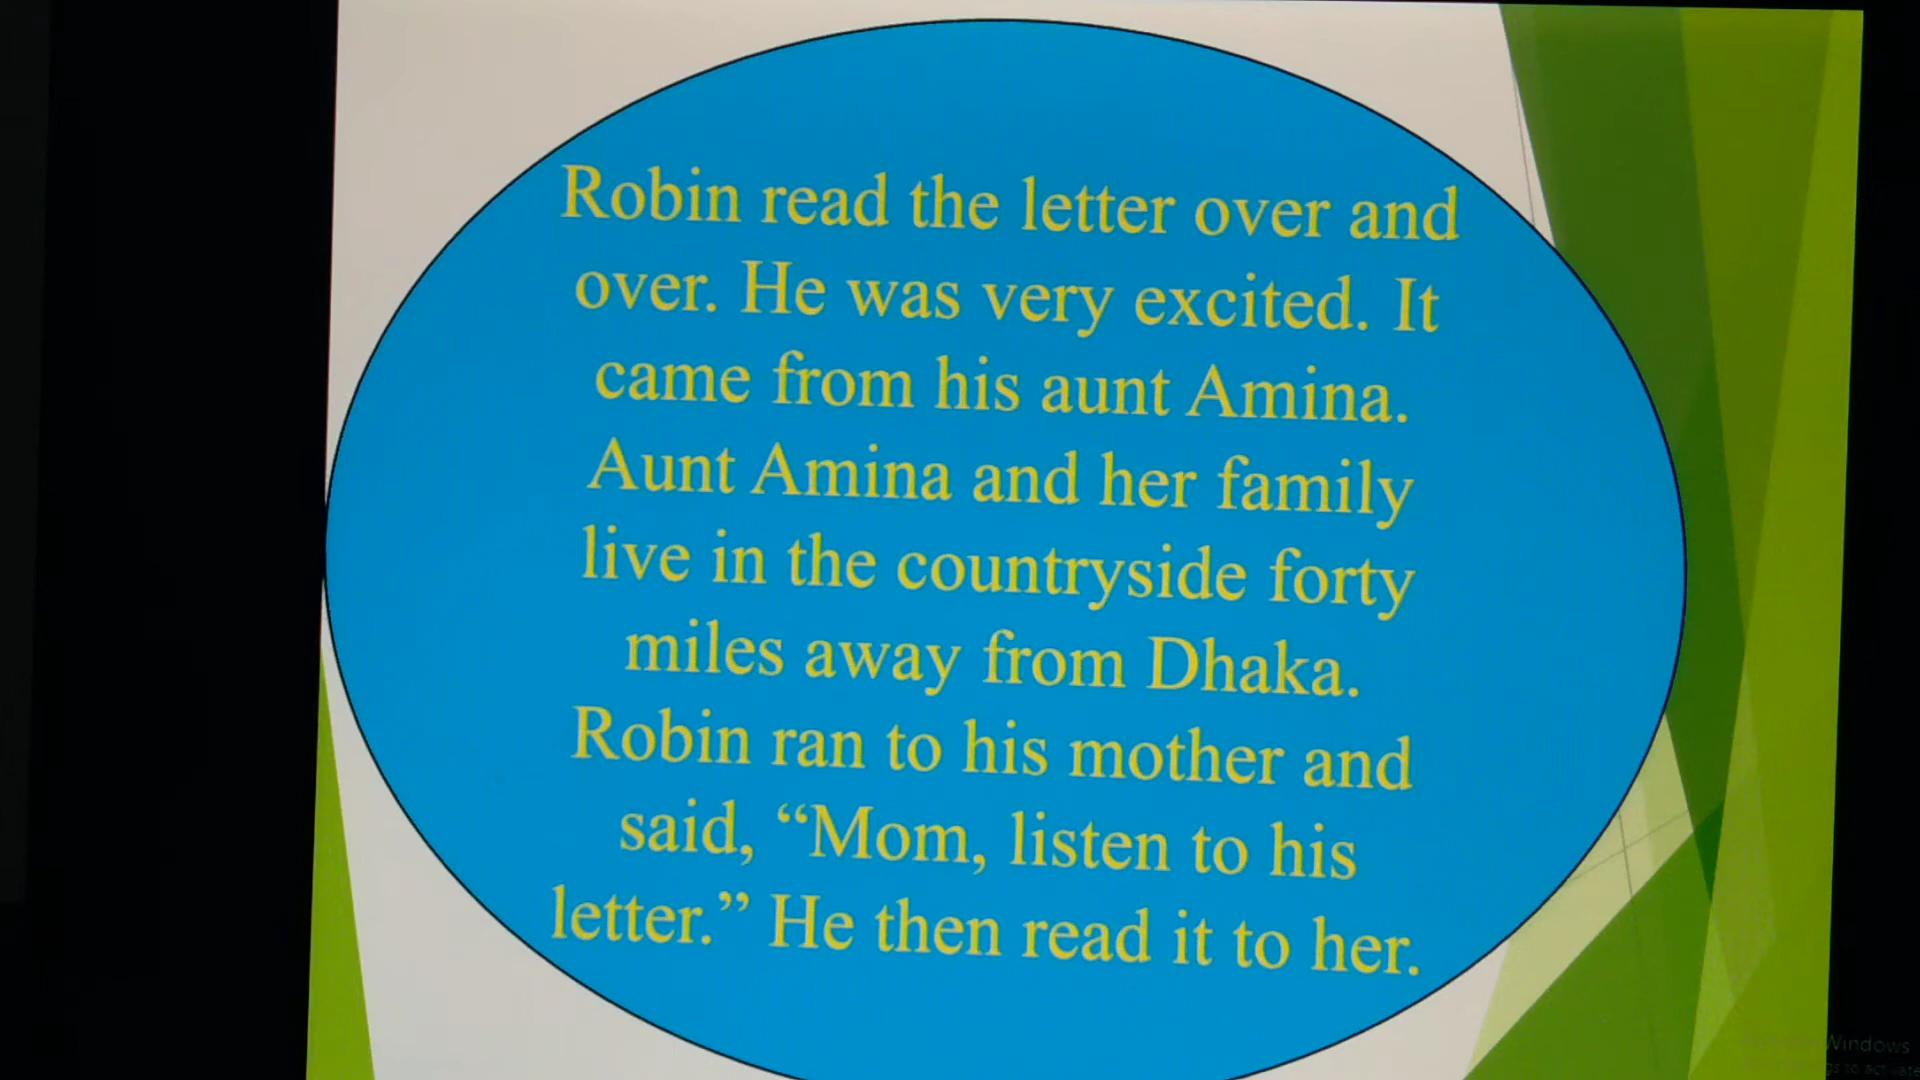 Robin read the letter over and
over. He was very excited. It
came from his aunt Amina.
Aunt Amina and her family
live in the countryside forty
miles away from Dhaka.
Robin ran to his mother and
said, “Mom, listen to his
letter.” He then read it to her.
Windows